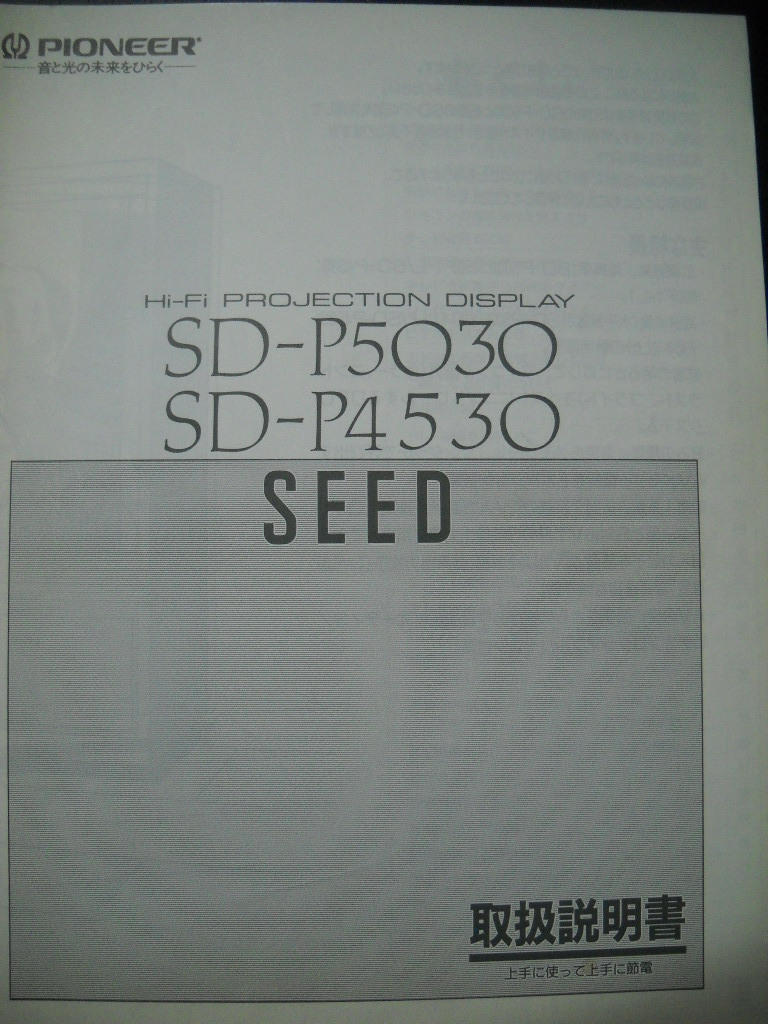 PIONEER
音と光の未来をひらく
Hi-Fi PROJECTION DISPLAY
SD-P5030
SD-P4530
SEED
取扱説明書
上手に使って上手に節電